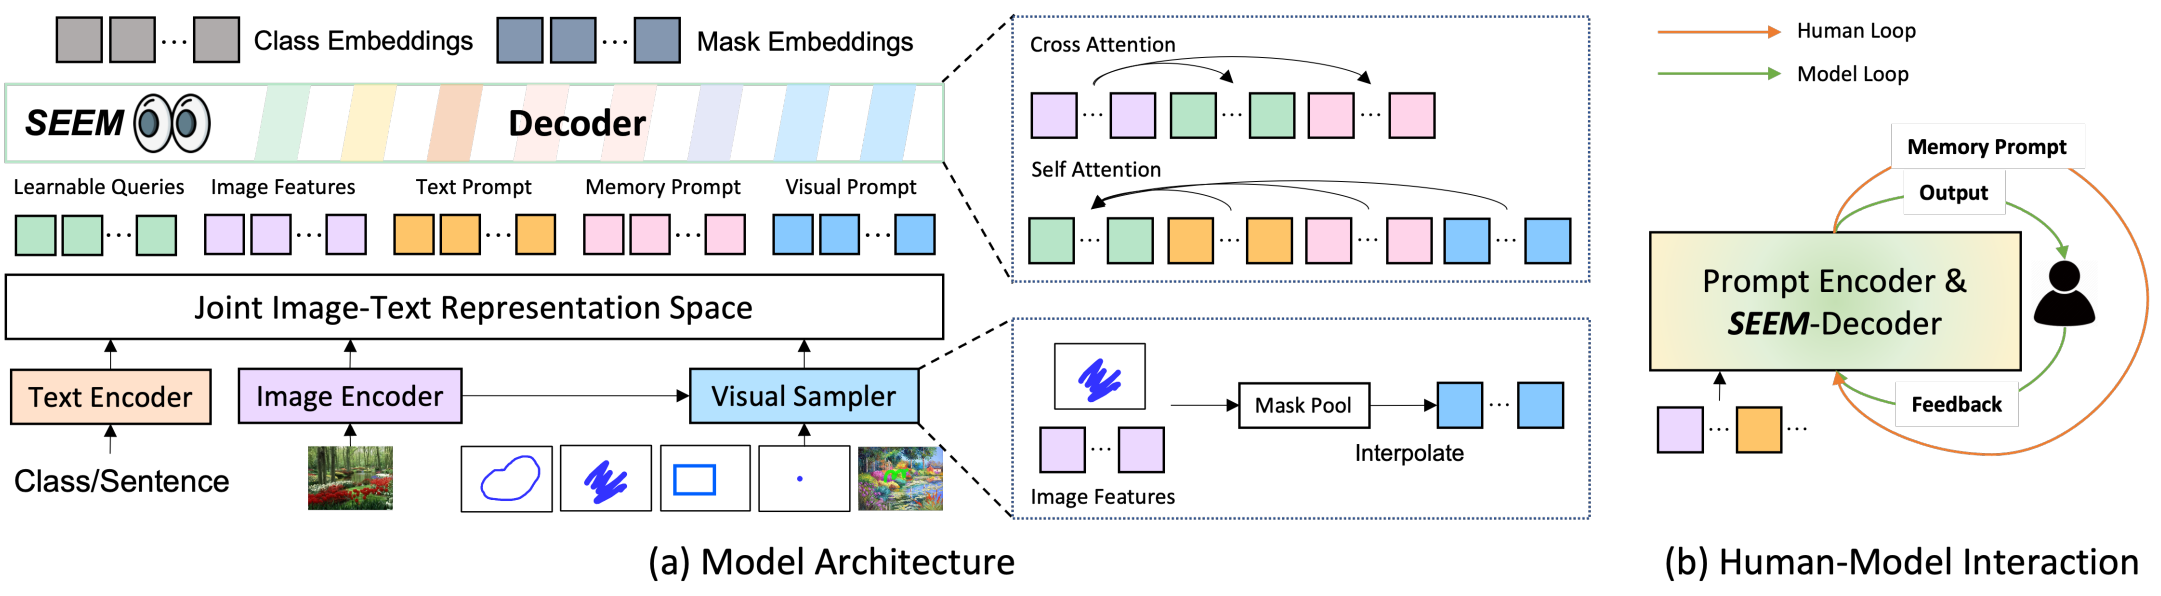 Class Embeddings
Mask Embeddings
SEEM
Decoder
Learnable Queries
Image Features
Text Prompt
Memory Prompt
Visual Prompt
Joint Image-Text Representation Space
Text Encoder
Image Encoder
Visual Sampler
Class/Sentence
Cross Attention
Self Attention
Mask Pool
Interpolate
Image Features
(a) Model Architecture
Human Loop
Model Loop
Memory Prompt
Output
Prompt Encoder &
SEEM-Decoder
Feedback
(b) Human-Model Interaction